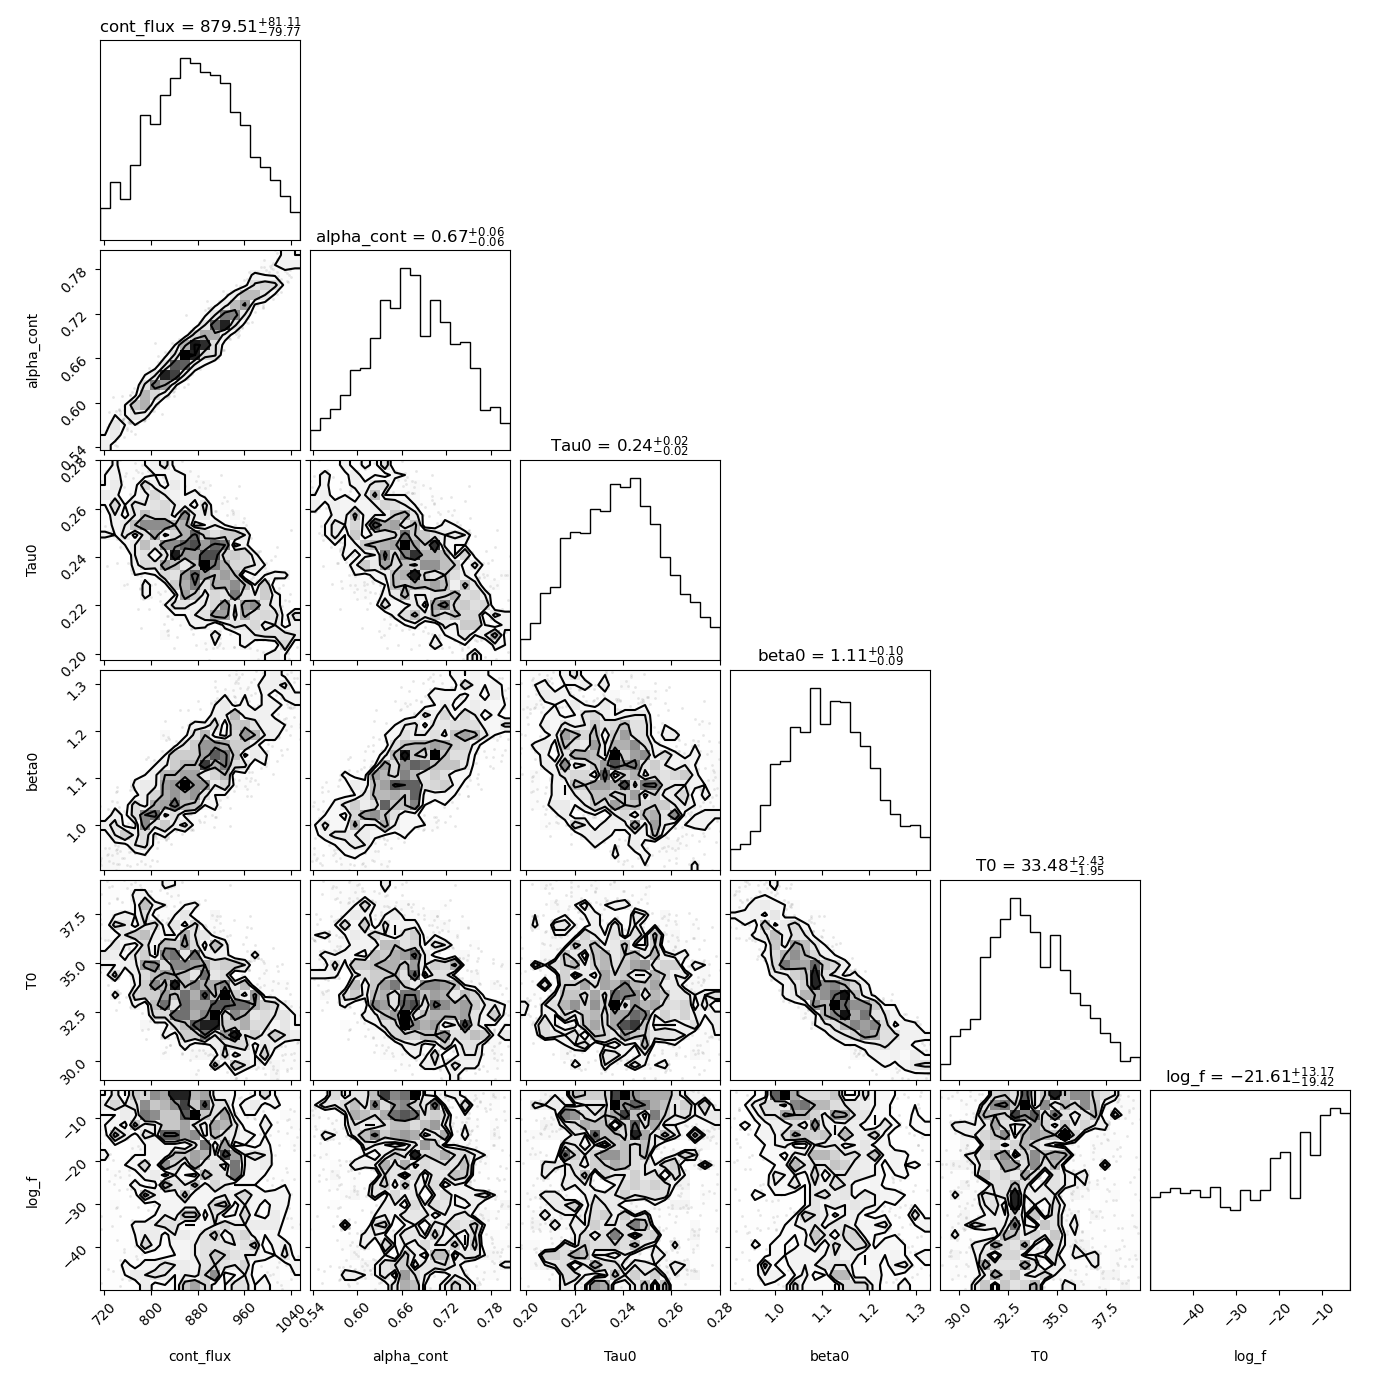 cont_flux = 879.51+81.11−79.77
alpha_cont = 0.67+0.06−0.06
alpha_cont
0.78
0.72
0.66
0.60
0.54
Tau0 = 0.24+0.02−0.02
Tau0
0.28
0.26
0.24
0.22
0.20
beta0 = 1.11+0.10−0.09
beta0
1.3
1.2
1.1
1.0
T0 = 33.48+2.43−1.95
T0
37.5
35.0
32.5
30.0
log_f = −21.61+13.17−19.42
log_f
−10
−20
−30
−40
720 800 880 960 1040 0.54 0.60 0.66 0.72 0.78 0.20 0.22 0.24 0.26 0.28 1.0 1.1 1.2 1.3 30.0 32.5 35.0 37.5 −40 −30 −20 −10
cont_flux alpha_cont Tau0 beta0 T0 log_f